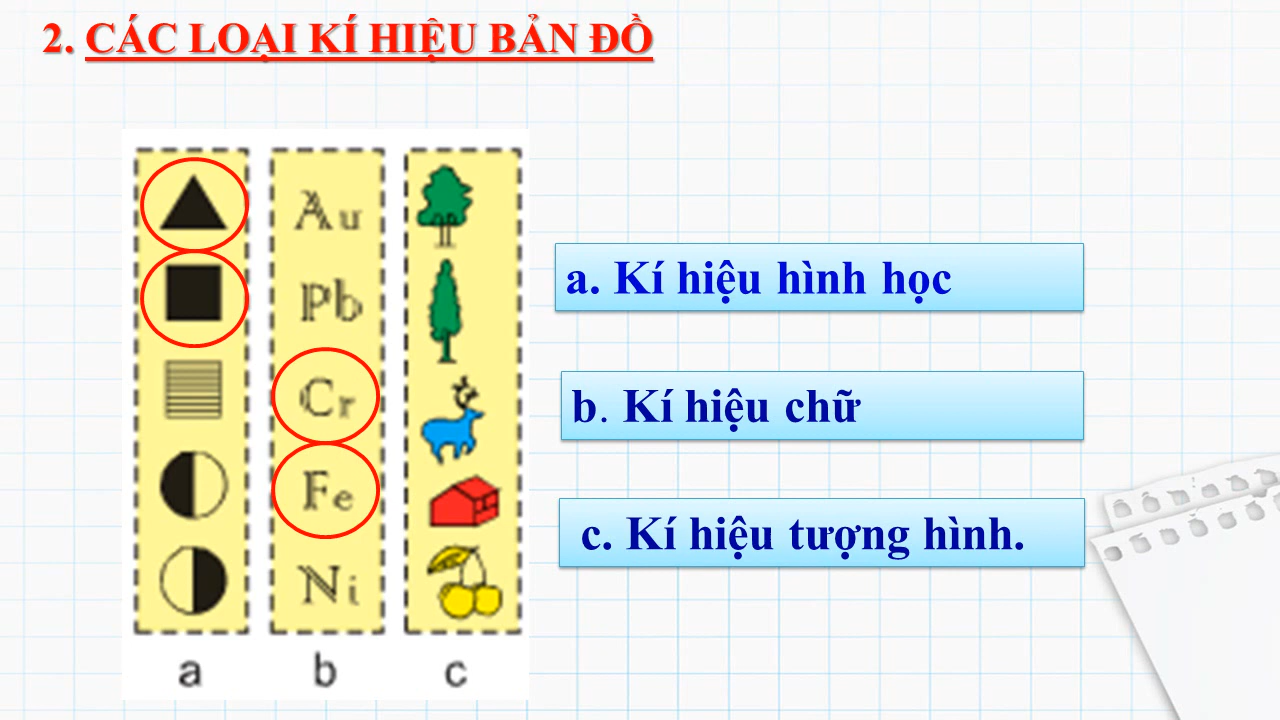 2. CÁC LOẠI KÍ HIỆU BẢN ĐỒ
Au
Pb
Cr
Fe
Ni
a b c
a. Kí hiệu hình học
b. Kí hiệu chữ
c. Kí hiệu tượng hình.